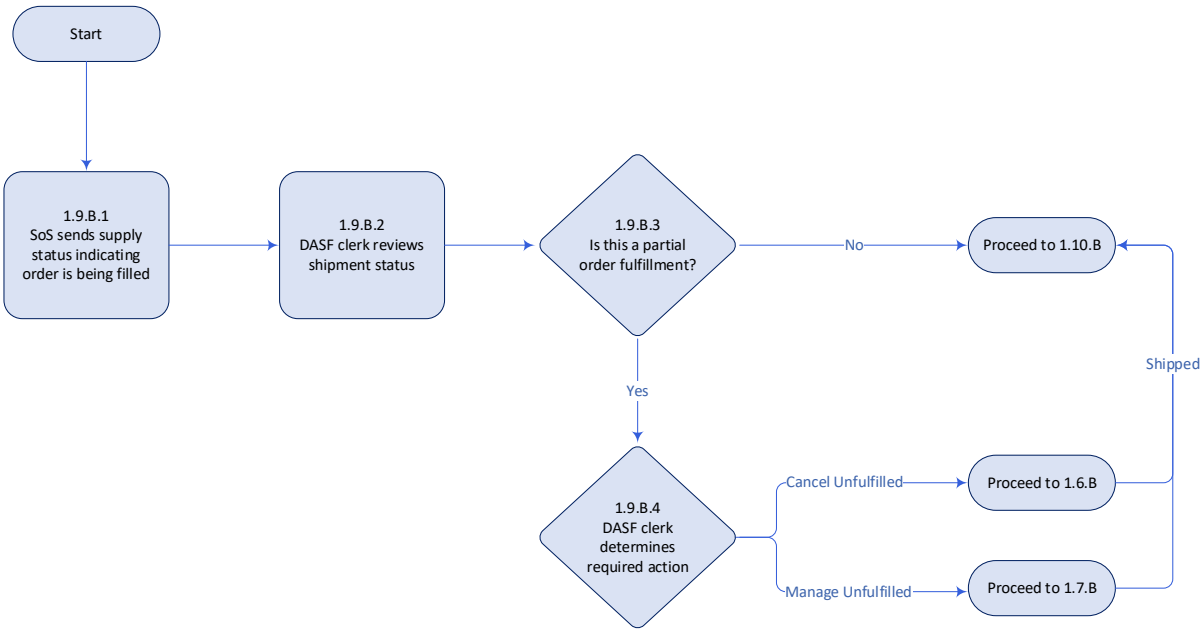 Start
1.9.B.1
SoS sends supply
status indicating
order is being filled
1.9.B.2
DASF clerk reviews
shipment status
1.9.B.3
Is this a partial
order fulfillment?
No
Proceed to 1.10.B
Shipped
Yes
1.9.B.4
DASF clerk
determines
required action
Cancel Unfulfilled
Proceed to 1.6.B
Manage Unfulfilled
Proceed to 1.7.B